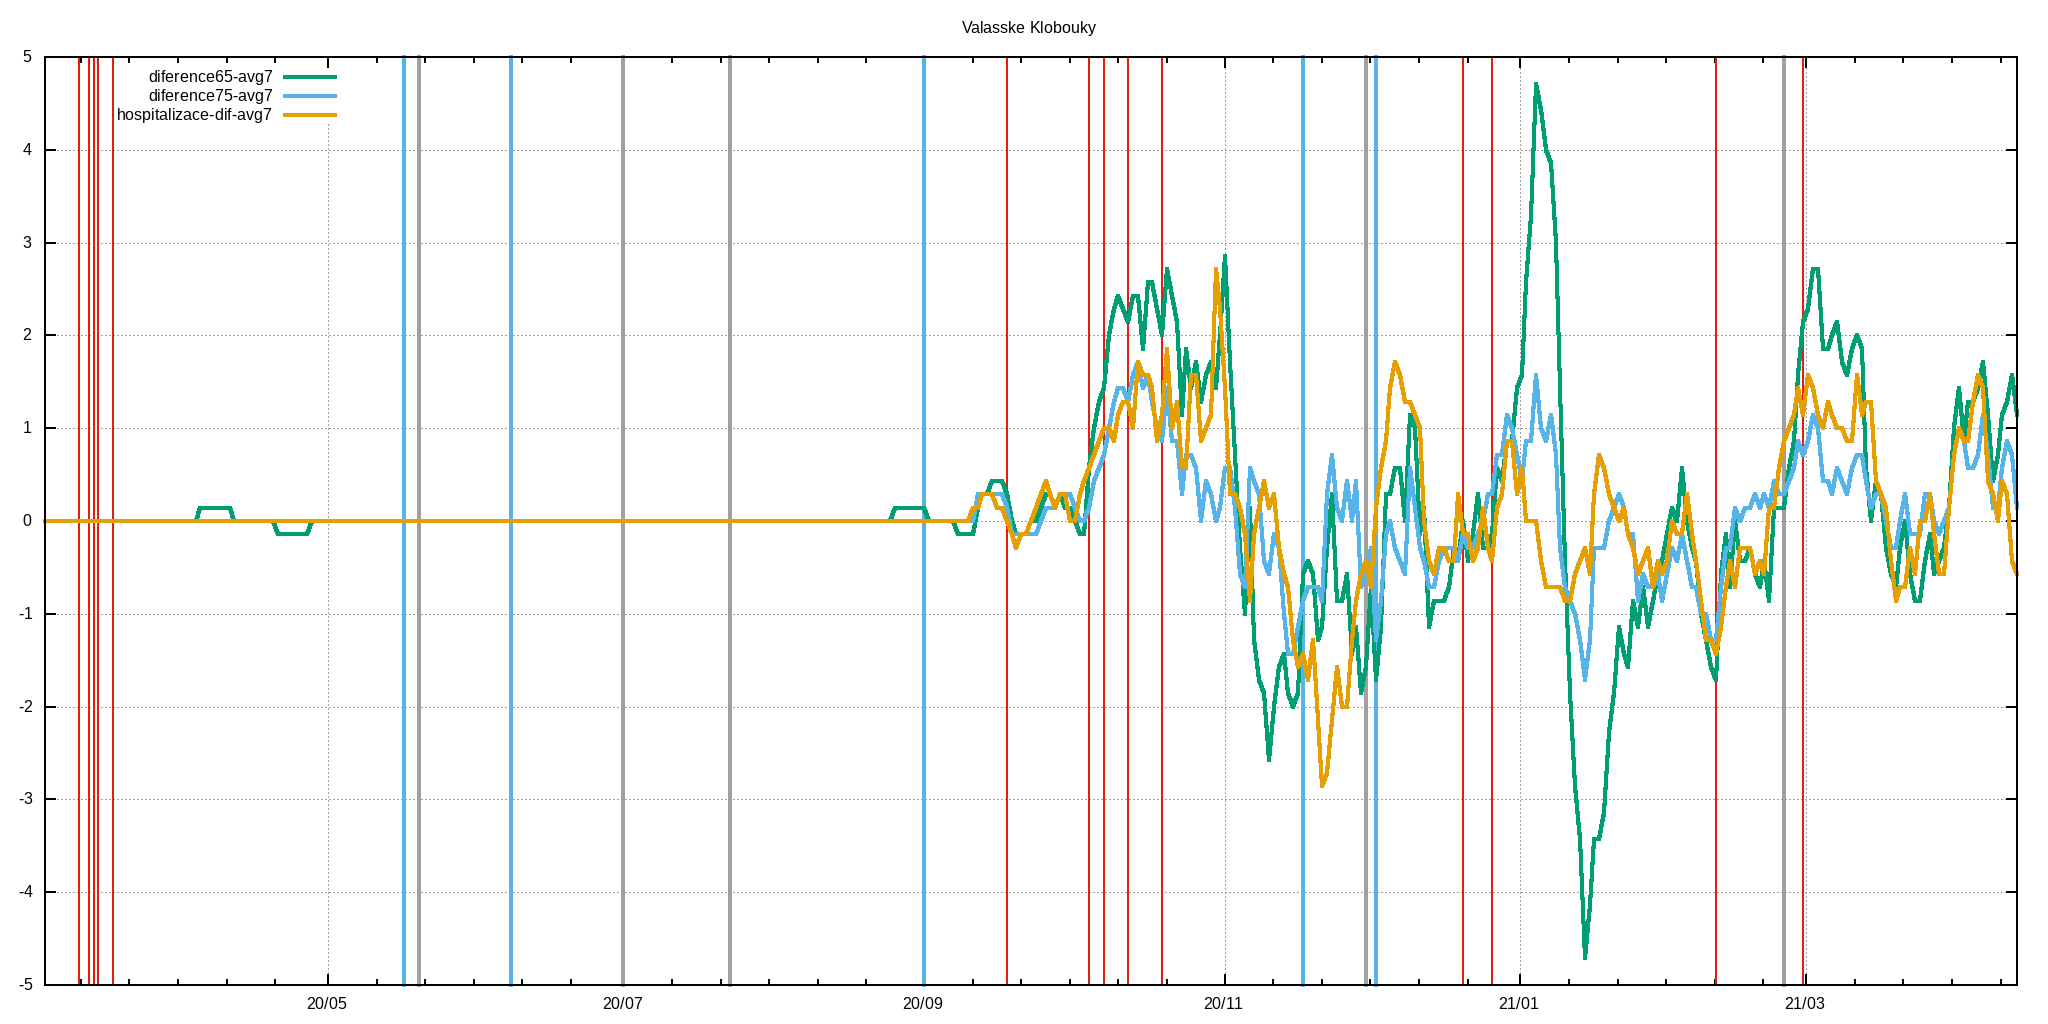 Valasske Klobouky
5
diference65-avg7
diference75-avg7
hospitalizace-dif-avg7
4
3
2
1
0
-1
-2
-3
-4
-5
20/05 20/07 20/09 20/11 21/01 21/03